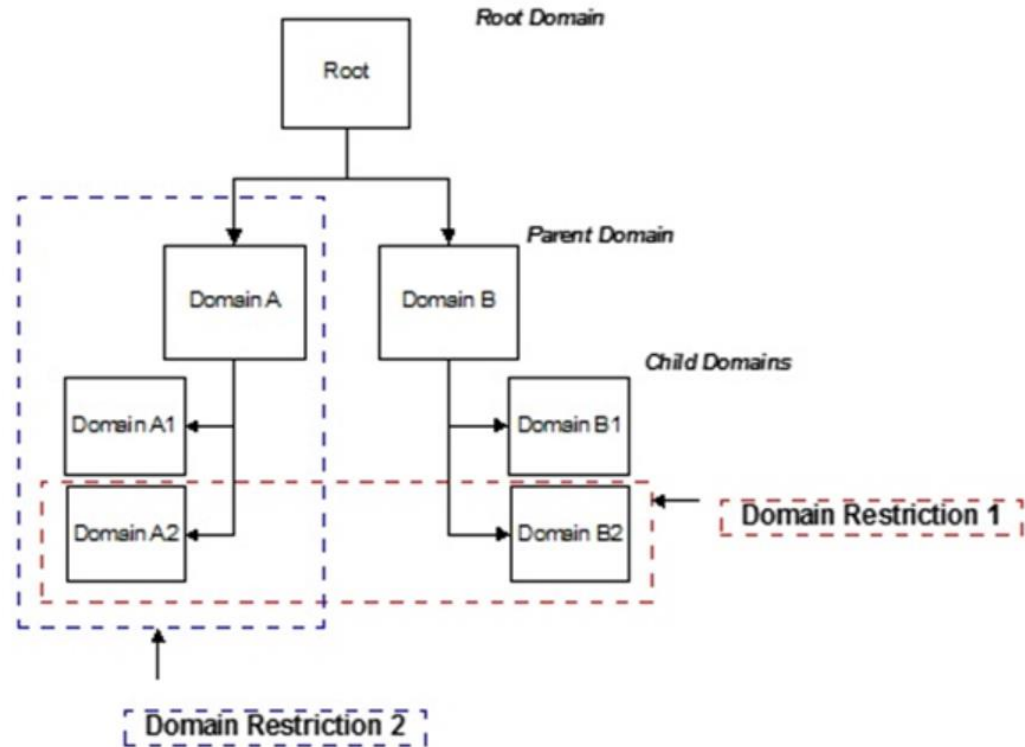 Root Domain
Root
Parent Domain
Domain A
Domain B
Child Domains
Domain A1
Domain B1
Domain A2
Domain B2
Domain Restriction 1
Domain Restriction 2